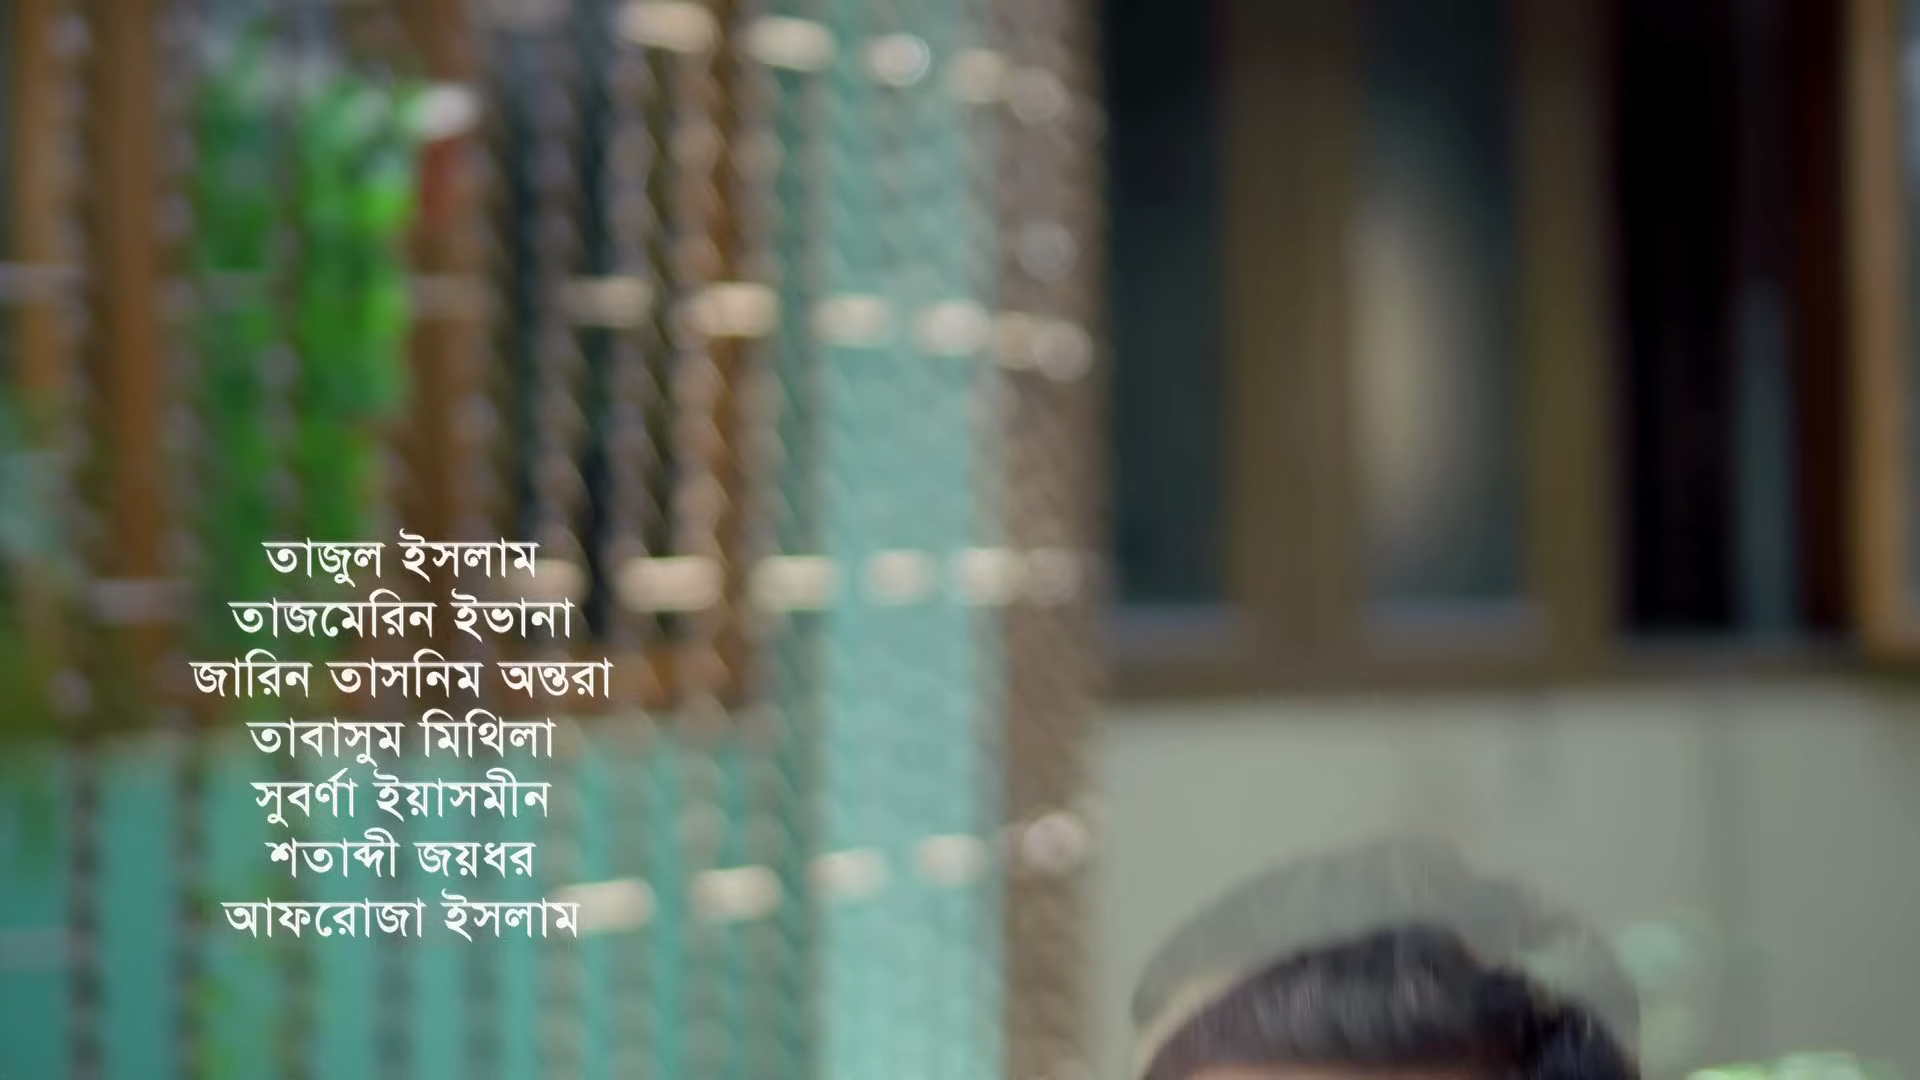 তাজুল ইসলাম
তাজমেরিন ইভানা
জারিন তাসনিম অন্তরা
তাবাসুম মিথিলা
সুবর্ণা ইয়াসমীন
শতাব্দী জয়ধর
আফরোজা ইসলাম